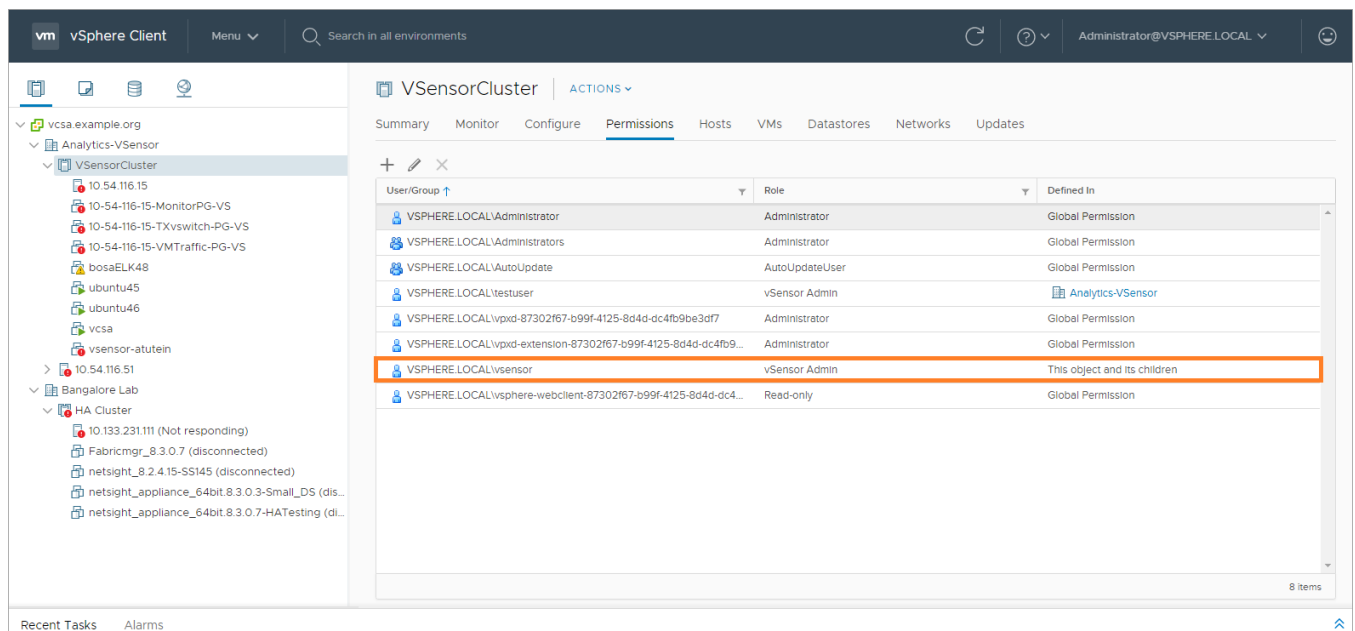 vm vSphere Client Menu Search in all environments Administrator@VSPHERE.LOCAL
VSensorCluster ACTIONS
Summary Monitor Configure Permissions Hosts VMs Datastores Networks Updates
vcsa.example.org
Analytics-VSensor
VSensorCluster
10.54.116.15
10-54-116-15-MonitorPG-VS
10-54-116-15-TXvswitch-PG-VS
10-54-116-15-VMTraffic-PG-VS
bosaELK48
ubuntu45
ubuntu46
vcsa
vsensor-atutein
10.54.116.51
Bangalore Lab
HA Cluster
10.133.231.111 (Not responding)
Fabricmgr_8.3.0.7 (disconnected)
netsight_8.2.4.15-SS145 (disconnected)
netsight_appliance_64bit.8.3.0.3-Small_DS (dis...
netsight_appliance_64bit.8.3.0.7-HATesting (di...
User/Group Role Defined In
VSPHERE.LOCAL\Administrator Administrator Global Permission
VSPHERE.LOCAL\Administrators Administrator Global Permission
VSPHERE.LOCAL\AutoUpdate AutoUpdateUser Global Permission
VSPHERE.LOCAL\testuser vSensor Admin Analytics-VSensor
VSPHERE.LOCAL\vpxd-87302f67-b99f-4125-8d4d-dc4fb9be3df7 Administrator Global Permission
VSPHERE.LOCAL\vpxd-extension-87302f67-b99f-4125-8d4d-dc4fb9... Administrator Global Permission
VSPHERE.LOCAL\vsensor vSensor Admin This object and its children
VSPHERE.LOCAL\vsphere-webclient-87302f67-b99f-4125-8d4d-dc4... Read-only Global Permission
8 items
Recent Tasks Alarms